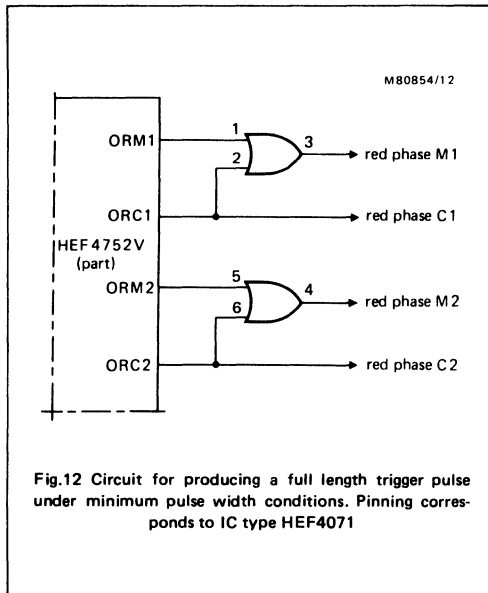 M80854/12
ORM1
1
2
3
red phase M1
ORC1
red phase C1
HEF4752V
(part)
ORM2
5
6
4
red phase M2
ORC2
red phase C2
Fig.12 Circuit for producing a full length trigger pulse
under minimum pulse width conditions. Pinning corres-
ponds to IC type HEF4071